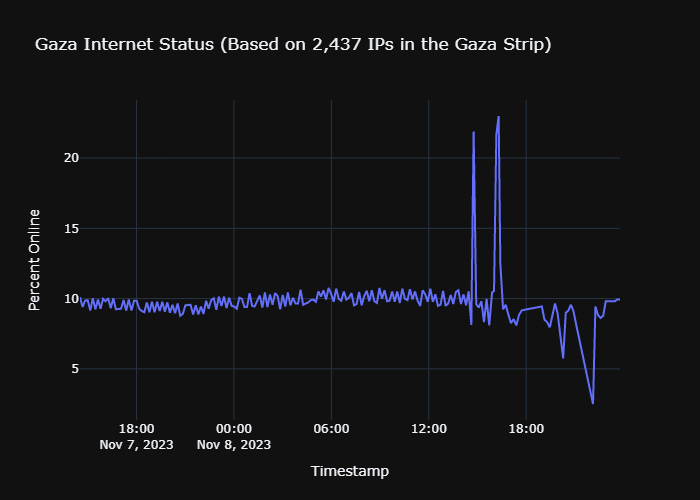 Gaza Internet Status (Based on 2,437 IPs in the Gaza Strip)
Percent Online
20
15
10
5
18:00
Nov 7, 2023
00:00
Nov 8, 2023
06:00
12:00
18:00
Timestamp